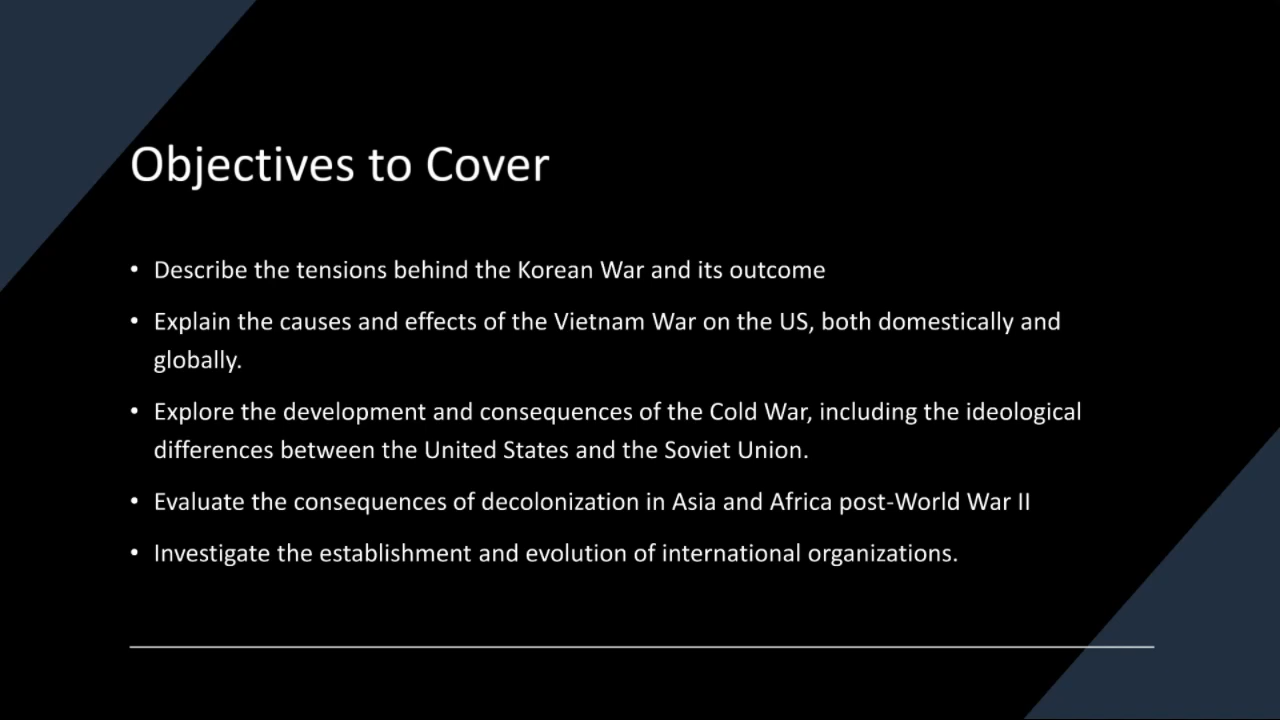 Objectives to Cover
• Describe the tensions behind the Korean War and its outcome
• Explain the causes and effects of the Vietnam War on the US, both domestically and
globally.
• Explore the development and consequences of the Cold War, including the ideological
differences between the United States and the Soviet Union.
• Evaluate the consequences of decolonization in Asia and Africa post-World War II
• Investigate the establishment and evolution of international organizations.